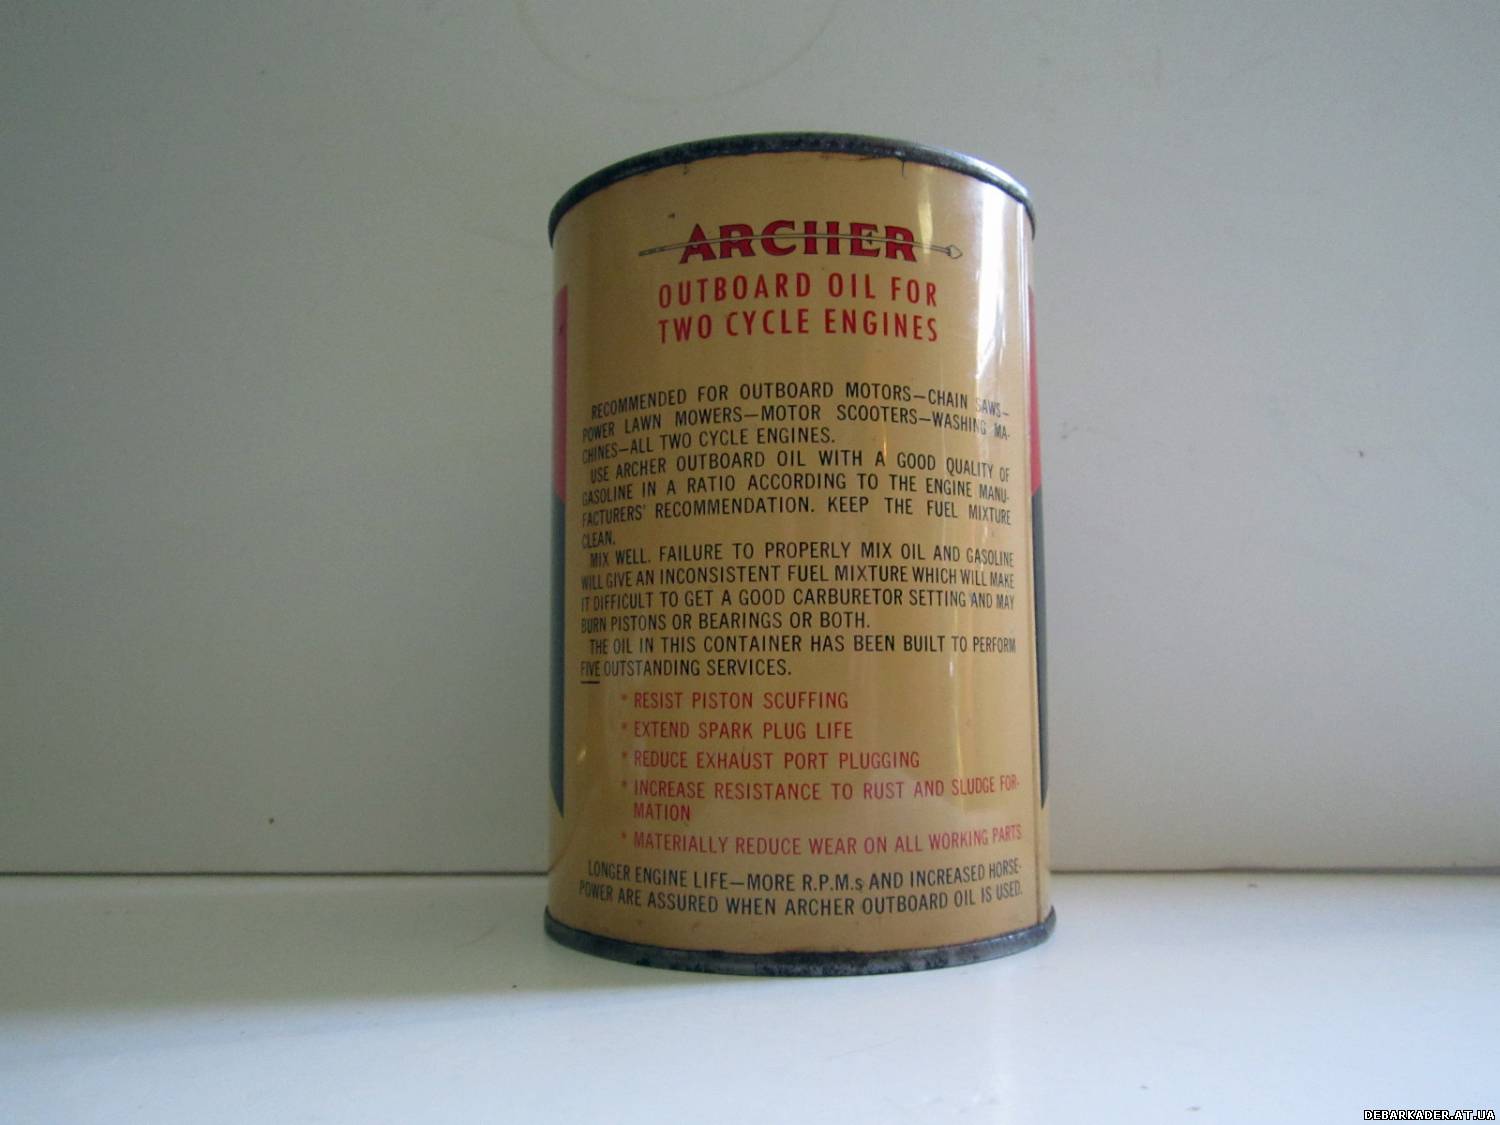 ARCHER
OUTBOARD OIL FOR
TWO CYCLE ENGINES
RECOMMENDED FOR OUTBOARD MOTORS—CHAIN SAWS—
POWER LAWN MOWERS—MOTOR SCOOTERS—WASHING MA-
CHINES—ALL TWO CYCLE ENGINES.
USE ARCHER OUTBOARD OIL WITH A GOOD QUALITY OF
GASOLINE IN A RATIO ACCORDING TO THE ENGINE MANU-
FACTURERS' RECOMMENDATION. KEEP THE FUEL MIXTURE
CLEAN.
MIX WELL. FAILURE TO PROPERLY MIX OIL AND GASOLINE
WILL GIVE AN INCONSISTENT FUEL MIXTURE WHICH WILL MAKE
IT DIFFICULT TO GET A GOOD CARBURETOR SETTING AND MAY
BURN PISTONS OR BEARINGS OR BOTH.
THE OIL IN THIS CONTAINER HAS BEEN BUILT TO PERFORM
FIVE OUTSTANDING SERVICES.
* RESIST PISTON SCUFFING
* EXTEND SPARK PLUG LIFE
* REDUCE EXHAUST PORT PLUGGING
* INCREASE RESISTANCE TO RUST AND SLUDGE FOR-
MATION
* MATERIALLY REDUCE WEAR ON ALL WORKING PARTS
LONGER ENGINE LIFE—MORE R.P.M.s AND INCREASED HORSE-
POWER ARE ASSURED WHEN ARCHER OUTBOARD OIL IS USED.
DEBARKADER.AT.UA